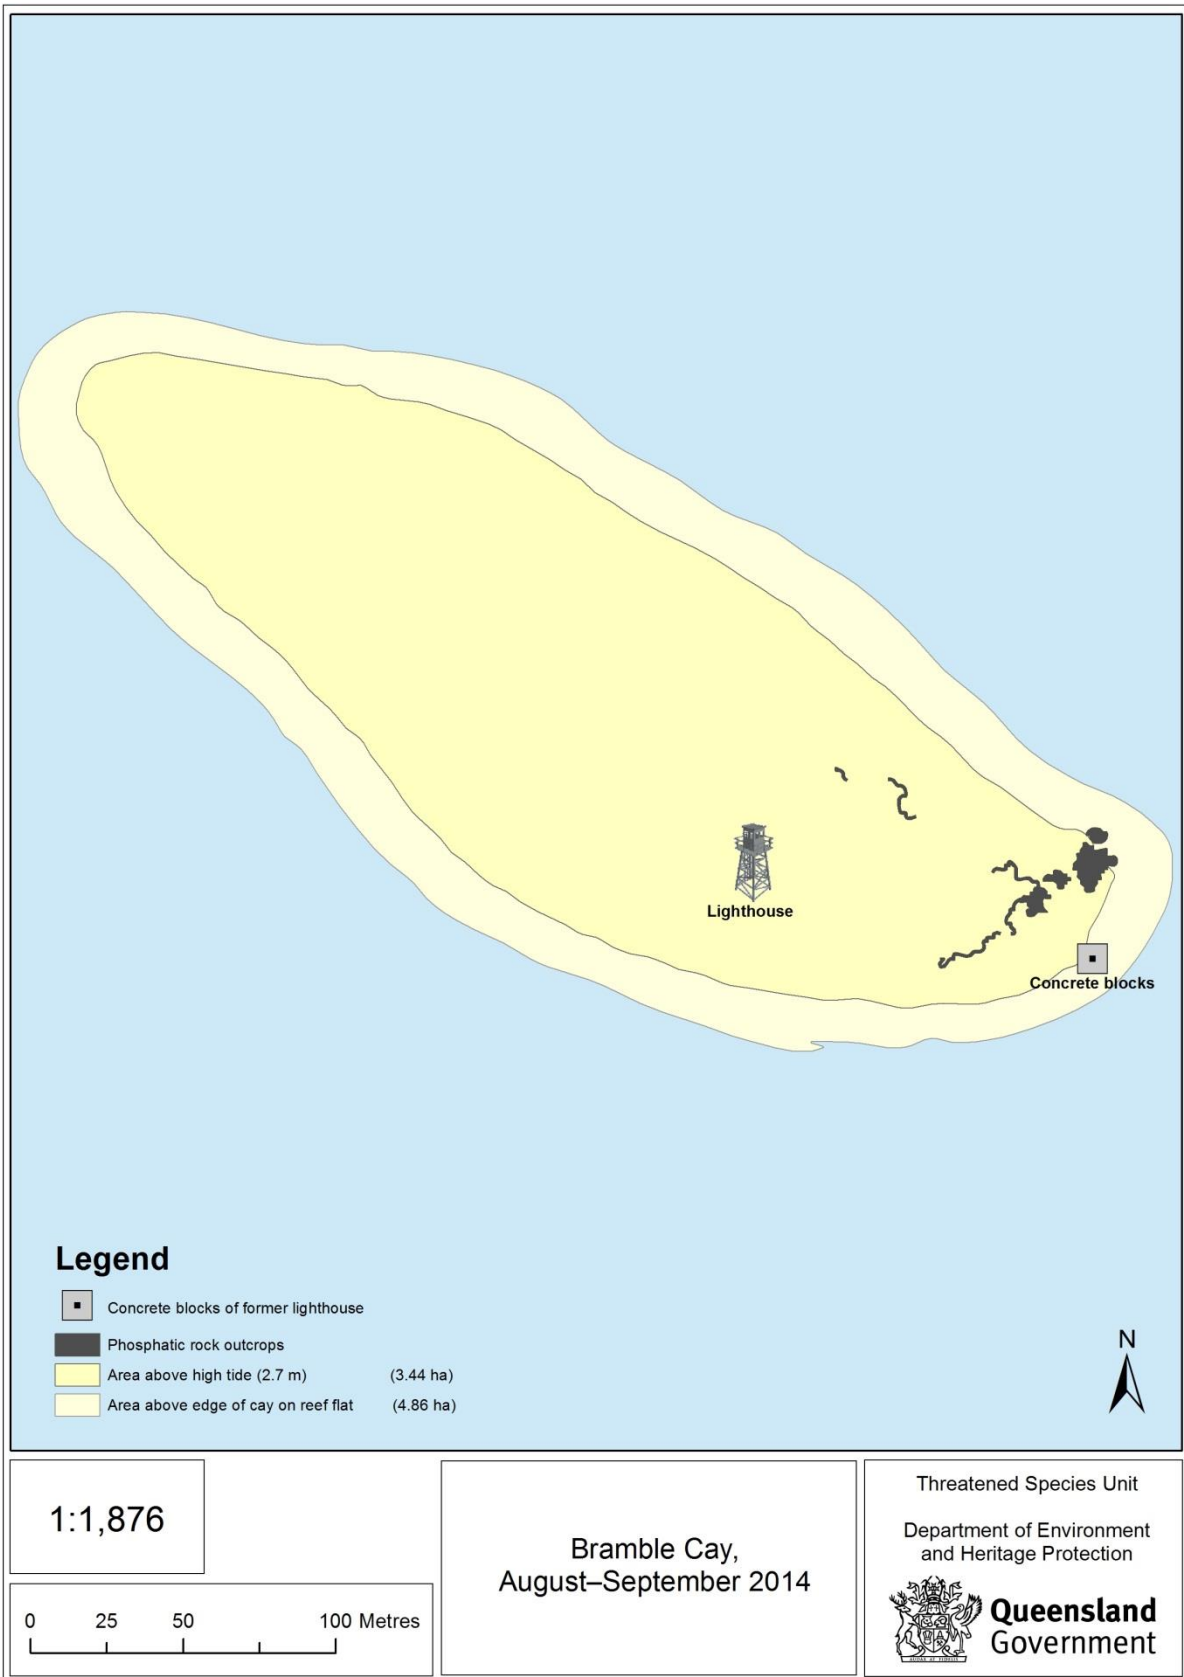 Lighthouse
Concrete blocks
Legend
Concrete blocks of former lighthouse
Phosphatic rock outcrops
Area above high tide (2.7 m) (3.44 ha)
Area above edge of cay on reef flat (4.86 ha)
N
1:1,876
0 25 50 100 Metres
Bramble Cay,
August–September 2014
Threatened Species Unit
Department of Environment
and Heritage Protection
Queensland
Government